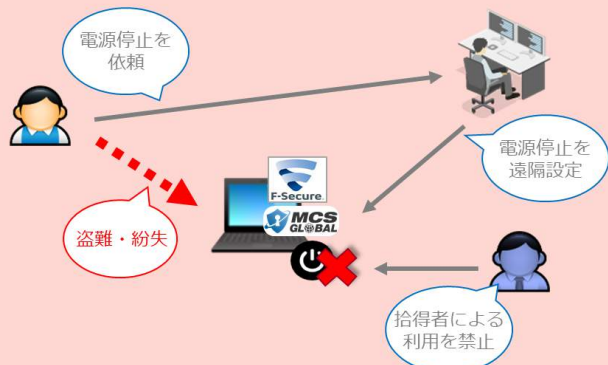 電源停止を
依頼
電源停止を
遠隔設定
F-Secure
MCS
GLOBAL
盗難・紛失
拾得者による
利用を禁止